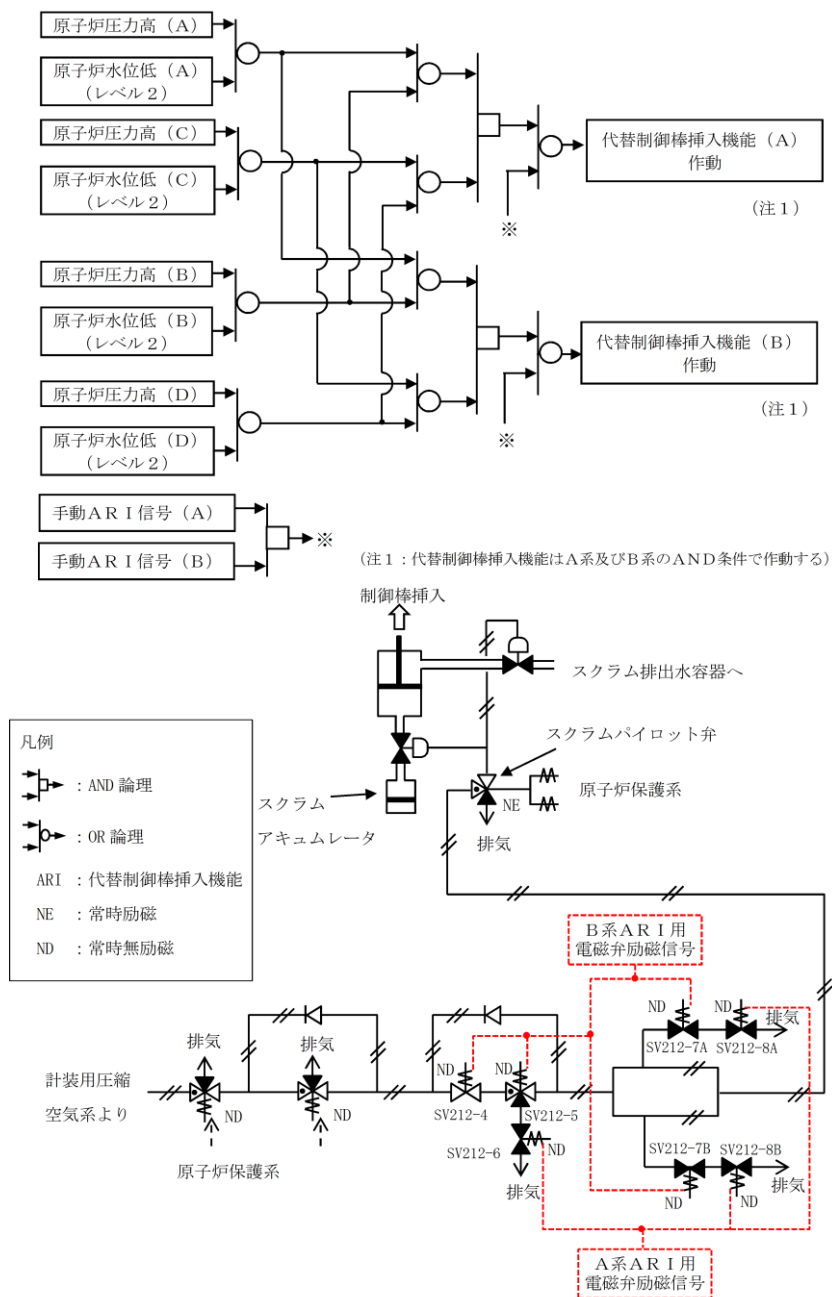 原子炉圧力高（Ａ）
原子炉水位低（Ａ）
（レベル２）
原子炉圧力高（Ｃ）
原子炉水位低（Ｃ）
（レベル２）
原子炉圧力高（Ｂ）
原子炉水位低（Ｂ）
（レベル２）
原子炉圧力高（Ｄ）
原子炉水位低（Ｄ）
（レベル２）
代替制御棒挿入機能（Ａ）
作動
（注１）
※
代替制御棒挿入機能（Ｂ）
作動
（注１）
※
手動ＡＲＩ信号（Ａ）
手動ＡＲＩ信号（Ｂ）
※
（注１：代替制御棒挿入機能はＡ系及びＢ系のＡＮＤ条件で作動する）
制御棒挿入
スクラム排出水容器へ
スクラムパイロット弁
原子炉保護系
NE
排気
スクラム
アキュムレータ
凡例
：AND 論理
：OR 論理
ARI ：代替制御棒挿入機能
NE ：常時励磁
ND ：常時無励磁
Ｂ系ＡＲＩ用
電磁弁励磁信号
ND
ND
排気
SV212-7A
SV212-8A
排気
排気
計装用圧縮
空気系より
ND
ND
原子炉保護系
ND
ND
SV212-4
SV212-5
SV212-6
ND
排気
SV212-7B
SV212-8B
排気
ND
ND
Ａ系ＡＲＩ用
電磁弁励磁信号